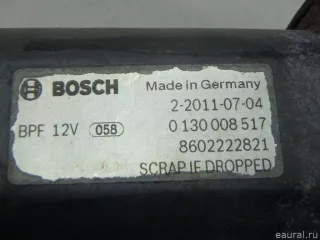 BOSCH Made in Germany
2-2011-07-04
BPF 12V 058 0 130 008 517
8602222821
SCRAP IF DROPPED
eaural.ru